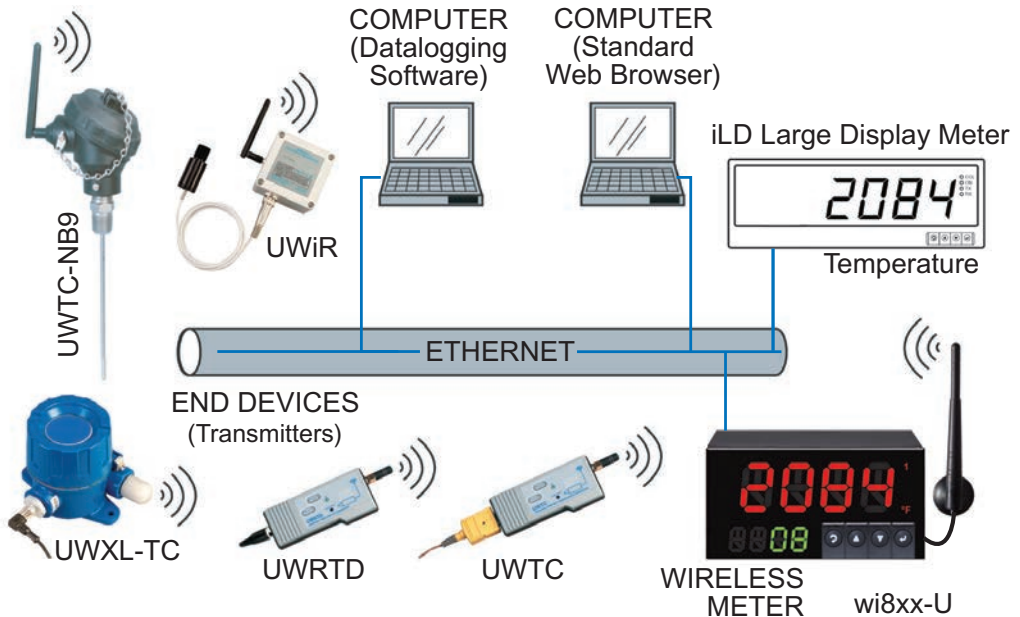 COMPUTER
(Datalogging
Software)
COMPUTER
(Standard
Web Browser)
iLD Large Display Meter
2084
Temperature
UWTC-NB9
UWiR
ETHERNET
END DEVICES
(Transmitters)
UWXL-TC
UWRTD
UWTC
2084
1
°F
08
WIRELESS
METER
wi8xx-U